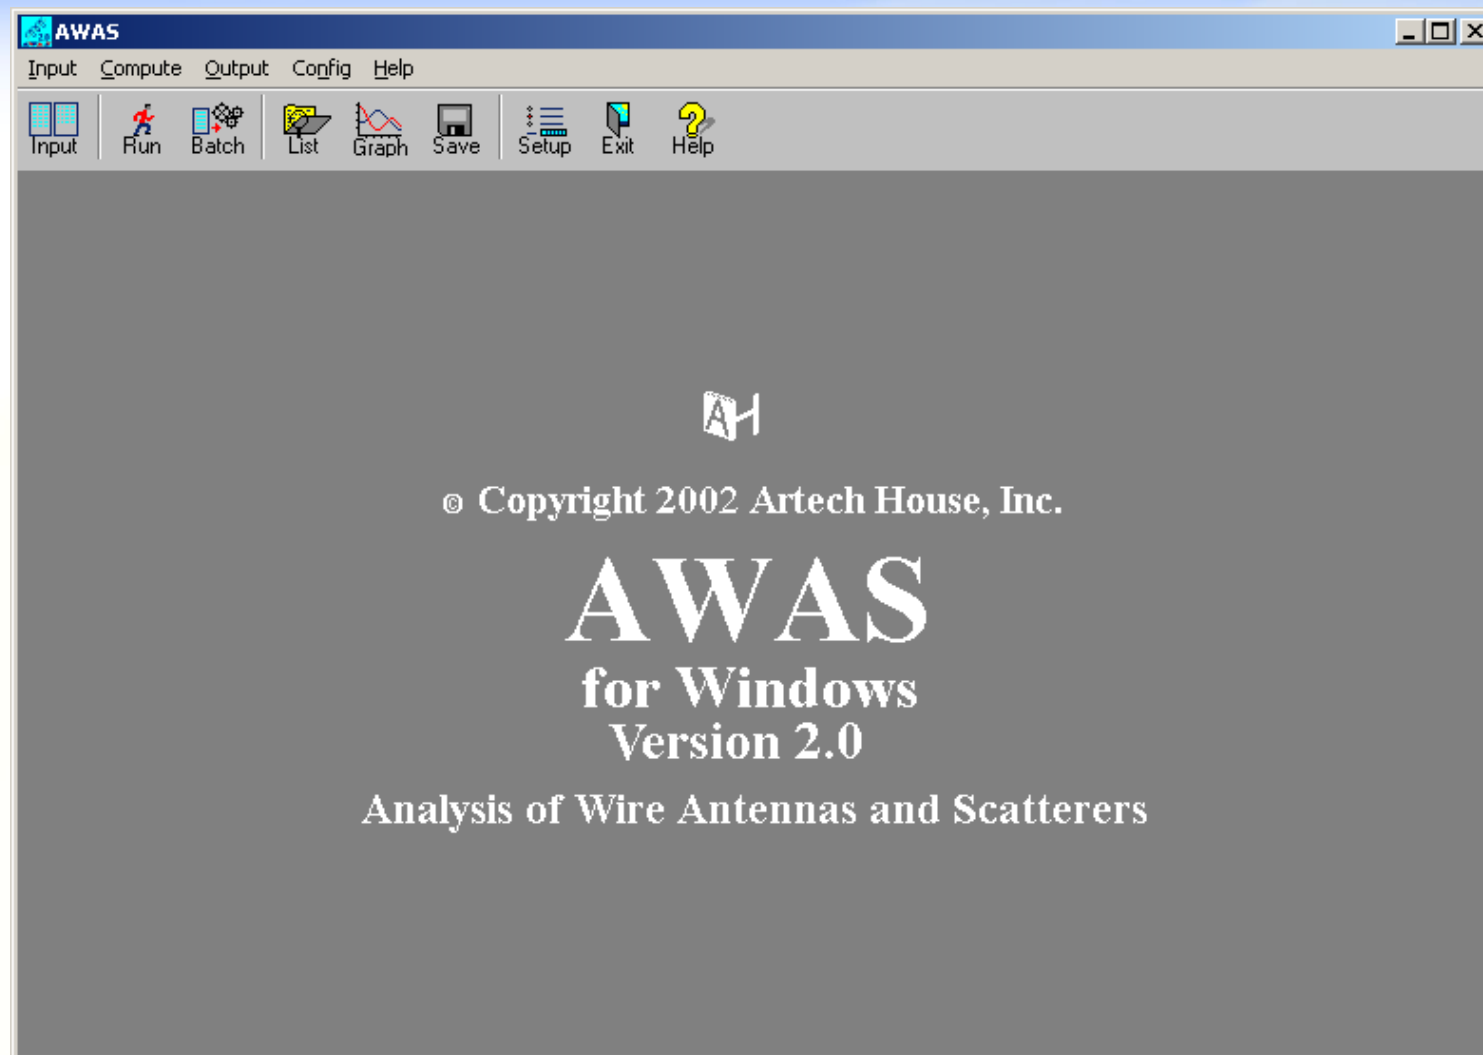 AWAS
Input Compute Output Config Help
Input Run Batch List Graph Save Setup Exit Help
AH
© Copyright 2002 Artech House, Inc.
AWAS
for Windows
Version 2.0
Analysis of Wire Antennas and Scatterers